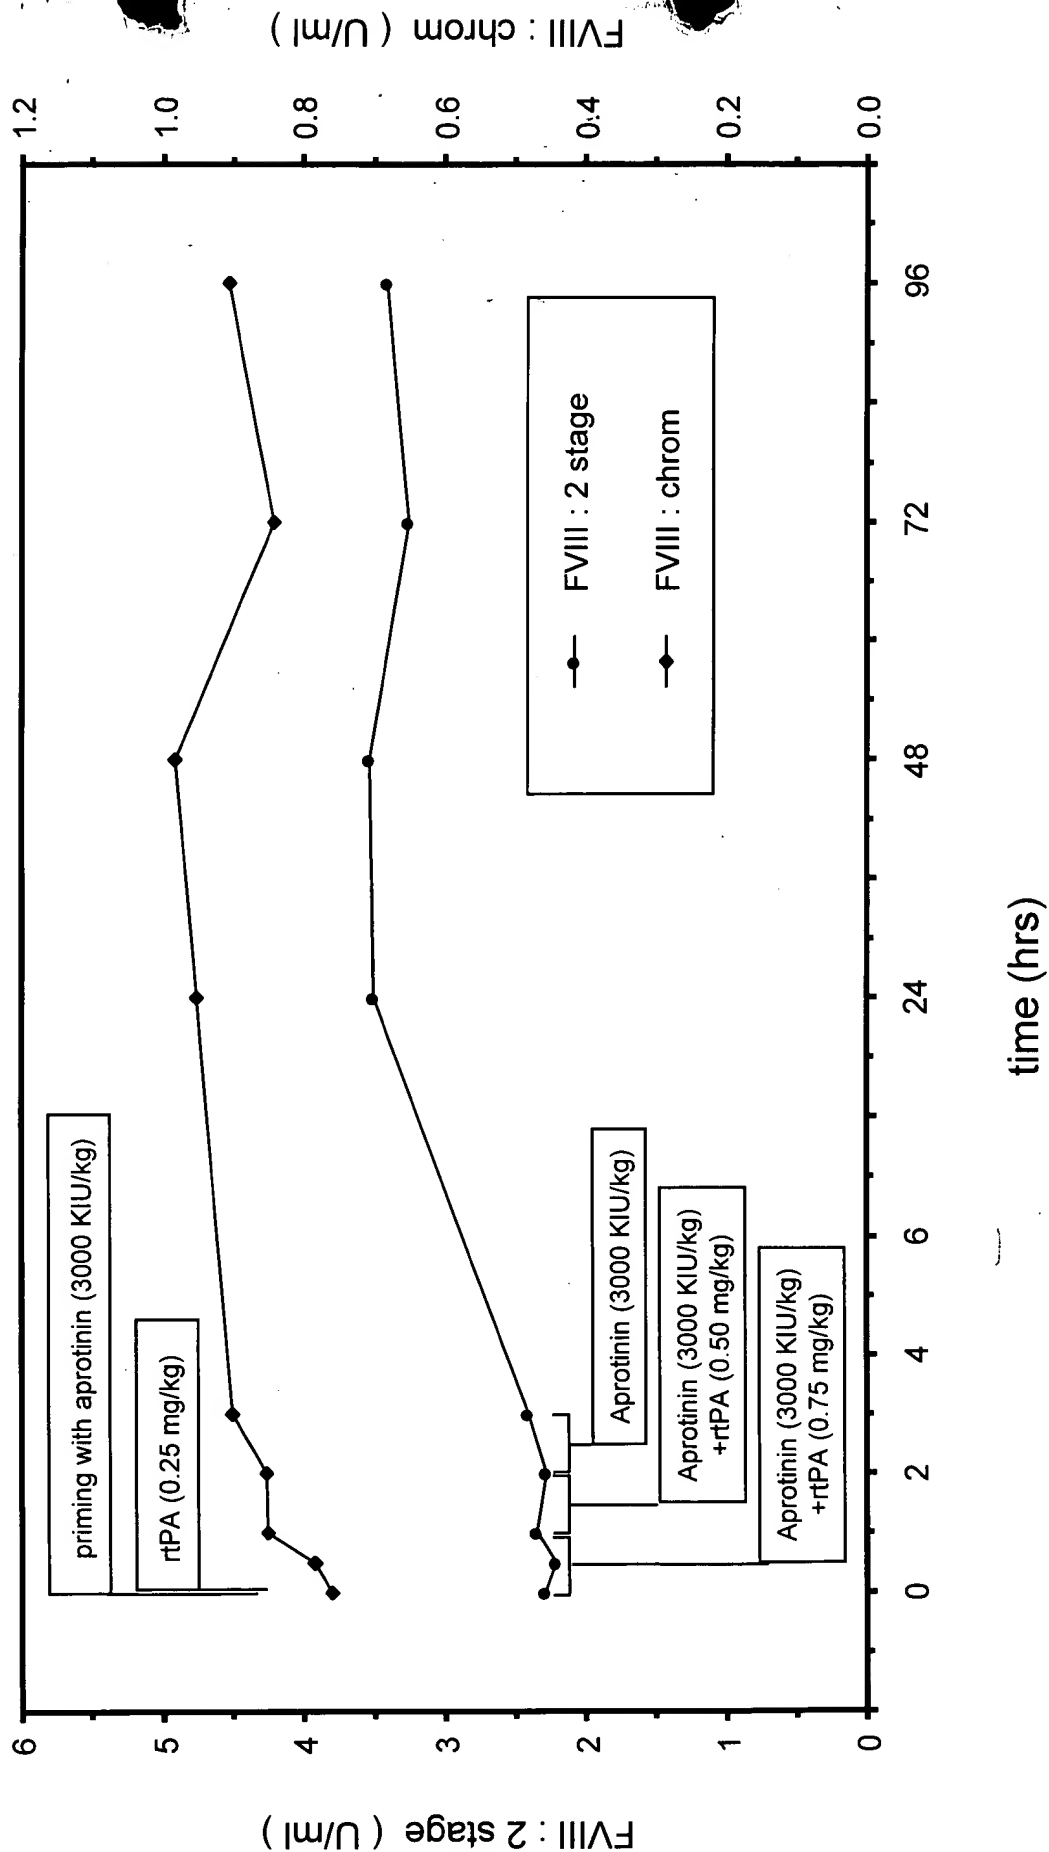 FVIII : 2 stage ( U/ml )
6
5
4
3
2
1
0
priming with aprotinin (3000 KIU/kg)
rtPA (0.25 mg/kg)
Aprotinin (3000 KIU/kg)
Aprotinin (3000 KIU/kg)
+rtPA (0.50 mg/kg)
Aprotinin (3000 KIU/kg)
+rtPA (0.75 mg/kg)
FVIII : 2 stage
FVIII : chrom
0
2
4
6
24
48
72
96
time (hrs)
1.2
1.0
0.8
0.6
0.4
0.2
0.0
FVIII : chrom ( U/ml )